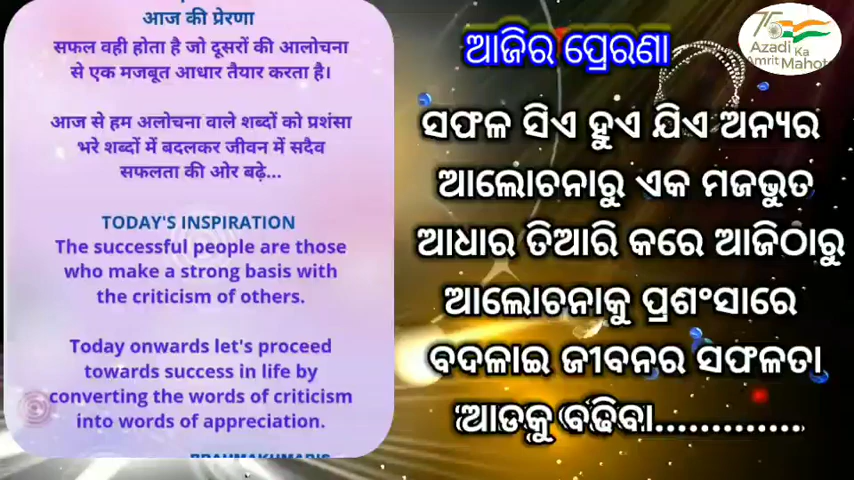 आज की प्रेरणा
सफल वही होता है जो दूसरों की आलोचना
से एक मजबूत आधार तैयार करता है।
आज से हम अलोचना वाले शब्दों को प्रशंसा
भरे शब्दों में बदलकर जीवन में सदैव
सफलता की ओर बढ़े...
TODAY'S INSPIRATION
The successful people are those
who make a strong basis with
the criticism of others.
Today onwards let's proceed
towards success in life by
converting the words of criticism
into words of appreciation.
BRAHMAKUMARIS
ଆଜିର ପ୍ରେରଣା
ସଫଳ ସିଏ ହୁଏ ଯିଏ ଅନ୍ୟର
ଆଲୋଚନାରୁ ଏକ ମଜଭୁତ
ଆଧାର ତିଆରି କରେ ଆଜିଠାରୁ
ଆଲୋଚନାକୁ ପ୍ରଶଂସାରେ
ବଦଳାଇ ଜୀବନର ସଫଳତା
ଆଡକୁ ବଢିବା.............
75
Azadi Ka
Amrit Mahot